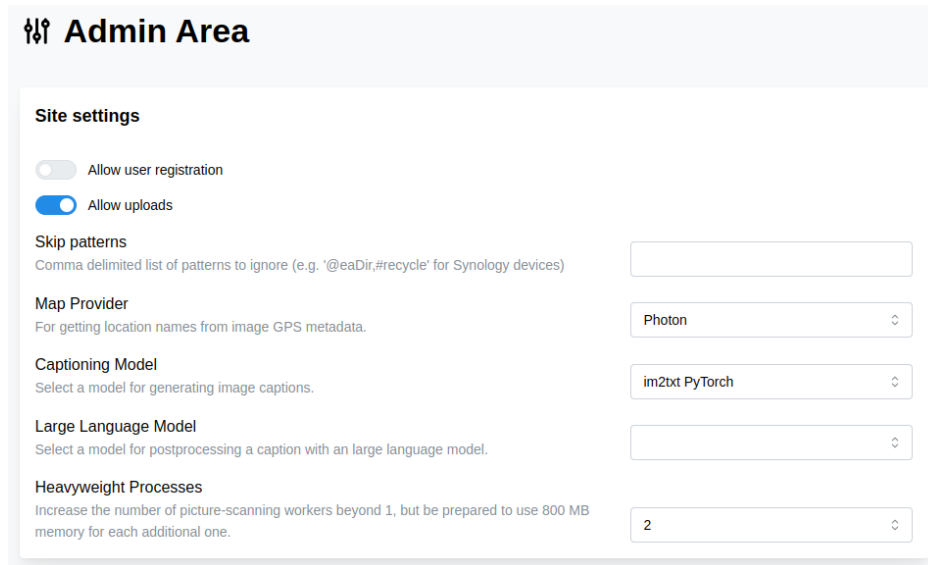 Admin Area
Site settings
Allow user registration
Allow uploads
Skip patterns
Comma delimited list of patterns to ignore (e.g. '@eaDir,#recycle' for Synology devices)
Map Provider
For getting location names from image GPS metadata.
Photon
Captioning Model
Select a model for generating image captions.
im2txt PyTorch
Large Language Model
Select a model for postprocessing a caption with an large language model.
Heavyweight Processes
Increase the number of picture-scanning workers beyond 1, but be prepared to use 800 MB
memory for each additional one.
2